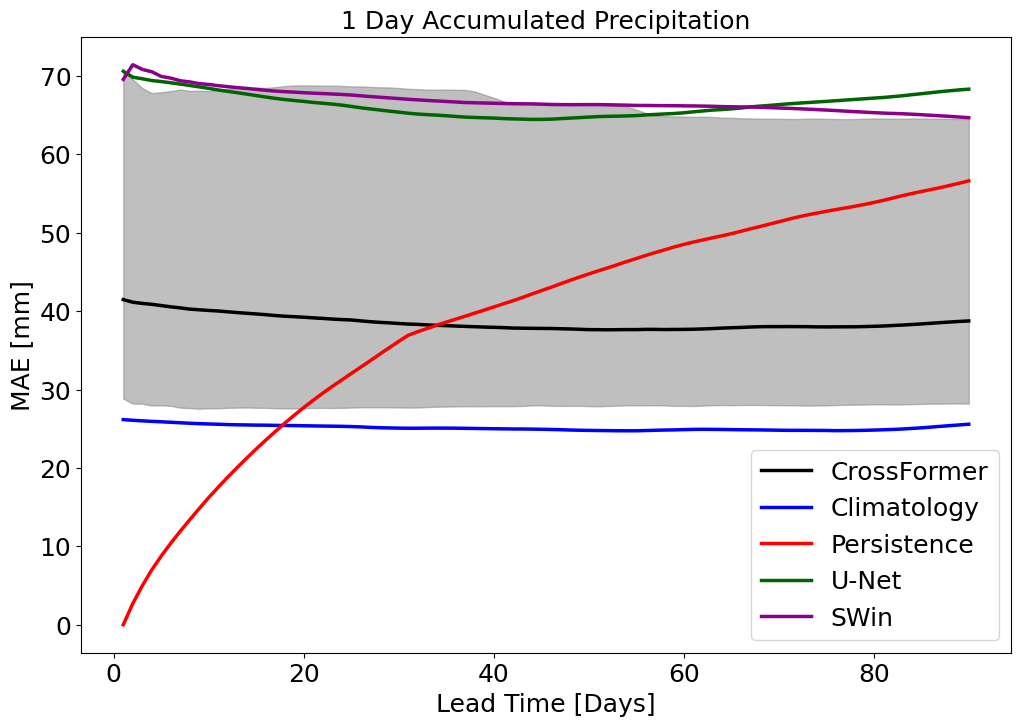 1 Day Accumulated Precipitation
MAE [mm]
70
60
50
40
30
20
10
0
0 20 40 60 80
Lead Time [Days]
CrossFormer
Climatology
Persistence
U-Net
SWin